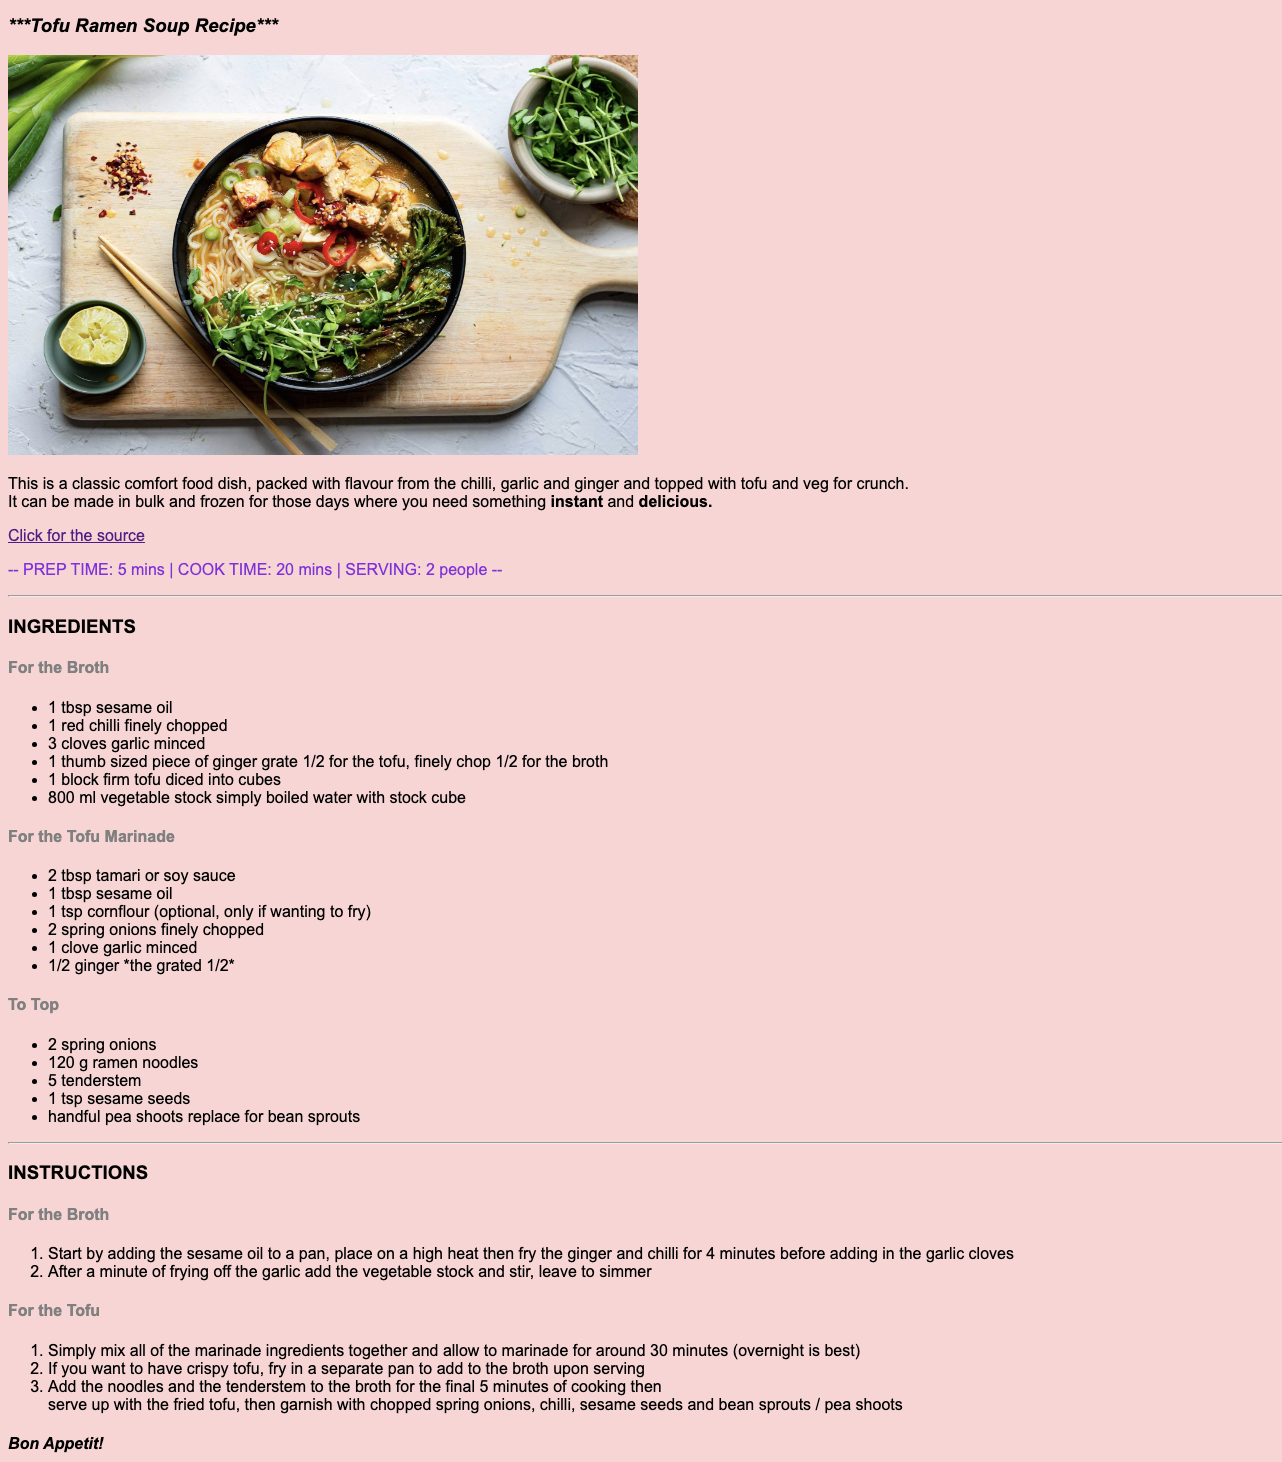 ***Tofu Ramen Soup Recipe***
This is a classic comfort food dish, packed with flavour from the chilli, garlic and ginger and topped with tofu and veg for crunch.
It can be made in bulk and frozen for those days where you need something instant and delicious.
Click for the source
-- PREP TIME: 5 mins | COOK TIME: 20 mins | SERVING: 2 people --
INGREDIENTS
For the Broth
• 1 tbsp sesame oil
• 1 red chilli finely chopped
• 3 cloves garlic minced
• 1 thumb sized piece of ginger grate 1/2 for the tofu, finely chop 1/2 for the broth
• 1 block firm tofu diced into cubes
• 800 ml vegetable stock simply boiled water with stock cube
For the Tofu Marinade
• 2 tbsp tamari or soy sauce
• 1 tbsp sesame oil
• 1 tsp cornflour (optional, only if wanting to fry)
• 2 spring onions finely chopped
• 1 clove garlic minced
• 1/2 ginger *the grated 1/2*
To Top
• 2 spring onions
• 120 g ramen noodles
• 5 tenderstem
• 1 tsp sesame seeds
• handful pea shoots replace for bean sprouts
INSTRUCTIONS
For the Broth
1. Start by adding the sesame oil to a pan, place on a high heat then fry the ginger and chilli for 4 minutes before adding in the garlic cloves
2. After a minute of frying off the garlic add the vegetable stock and stir, leave to simmer
For the Tofu
1. Simply mix all of the marinade ingredients together and allow to marinade for around 30 minutes (overnight is best)
2. If you want to have crispy tofu, fry in a separate pan to add to the broth upon serving
3. Add the noodles and the tenderstem to the broth for the final 5 minutes of cooking then
serve up with the fried tofu, then garnish with chopped spring onions, chilli, sesame seeds and bean sprouts / pea shoots
Bon Appetit!